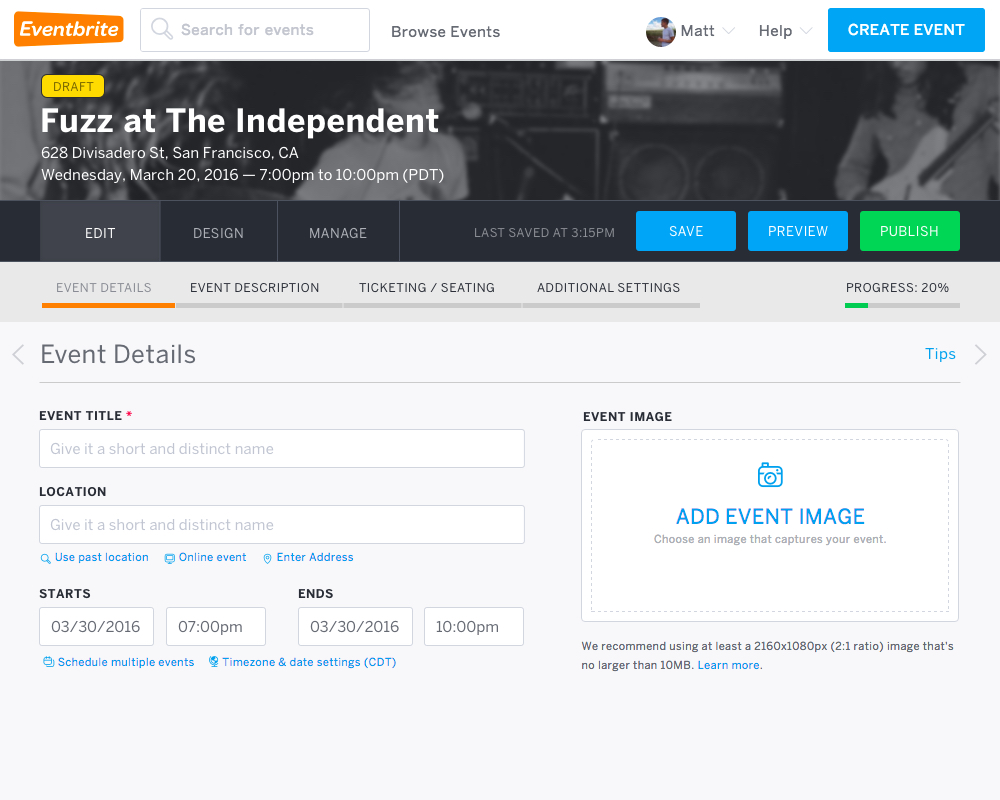 Eventbrite
Search for events
Browse Events
Matt
Help
CREATE EVENT
DRAFT
Fuzz at The Independent
628 Divisadero St, San Francisco, CA
Wednesday, March 20, 2016 — 7:00pm to 10:00pm (PDT)
EDIT
DESIGN
MANAGE
LAST SAVED AT 3:15PM
SAVE
PREVIEW
PUBLISH
EVENT DETAILS
EVENT DESCRIPTION
TICKETING / SEATING
ADDITIONAL SETTINGS
PROGRESS: 20%
Event Details
Tips
EVENT TITLE *
Give it a short and distinct name
LOCATION
Give it a short and distinct name
Use past location
Online event
Enter Address
STARTS
ENDS
03/30/2016
07:00pm
03/30/2016
10:00pm
Schedule multiple events
Timezone & date settings (CDT)
EVENT IMAGE
ADD EVENT IMAGE
Choose an image that captures your event.
We recommend using at least a 2160x1080px (2:1 ratio) image that's
no larger than 10MB. Learn more.